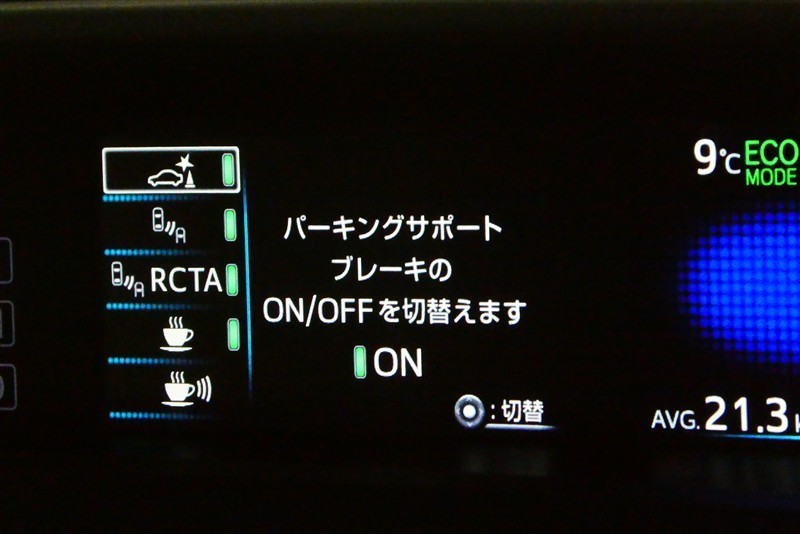 9℃ ECO
MODE
RCTA
パーキングサポート
ブレーキの
ON/OFFを切替えます
ON
:切替
AVG. 21.3